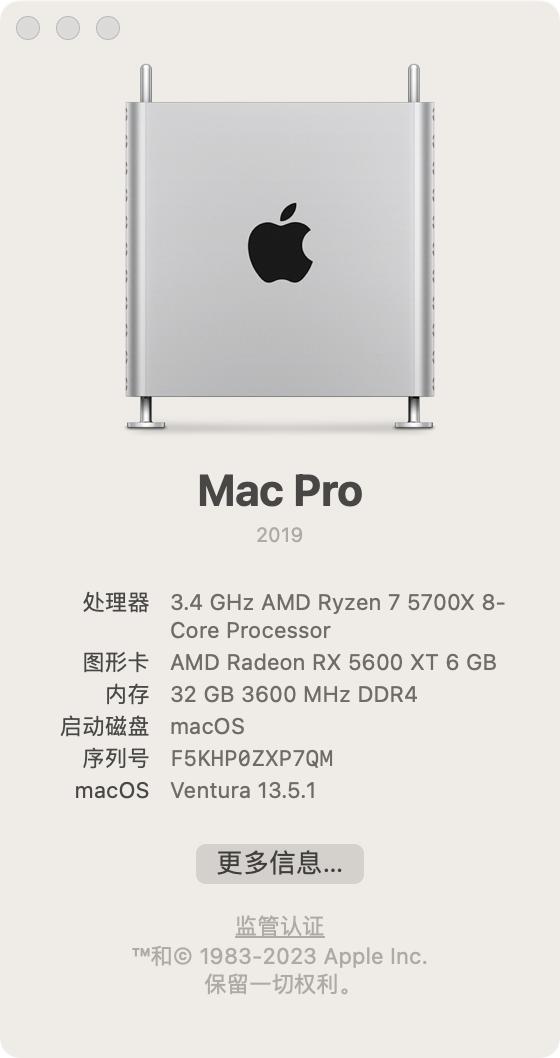 Mac Pro
2019
处理器 3.4 GHz AMD Ryzen 7 5700X 8-
Core Processor
图形卡 AMD Radeon RX 5600 XT 6 GB
内存 32 GB 3600 MHz DDR4
启动磁盘 macOS
序列号 F5KHP0ZXP7QM
macOS Ventura 13.5.1
更多信息...
监管认证
™和© 1983-2023 Apple Inc.
保留一切权利。